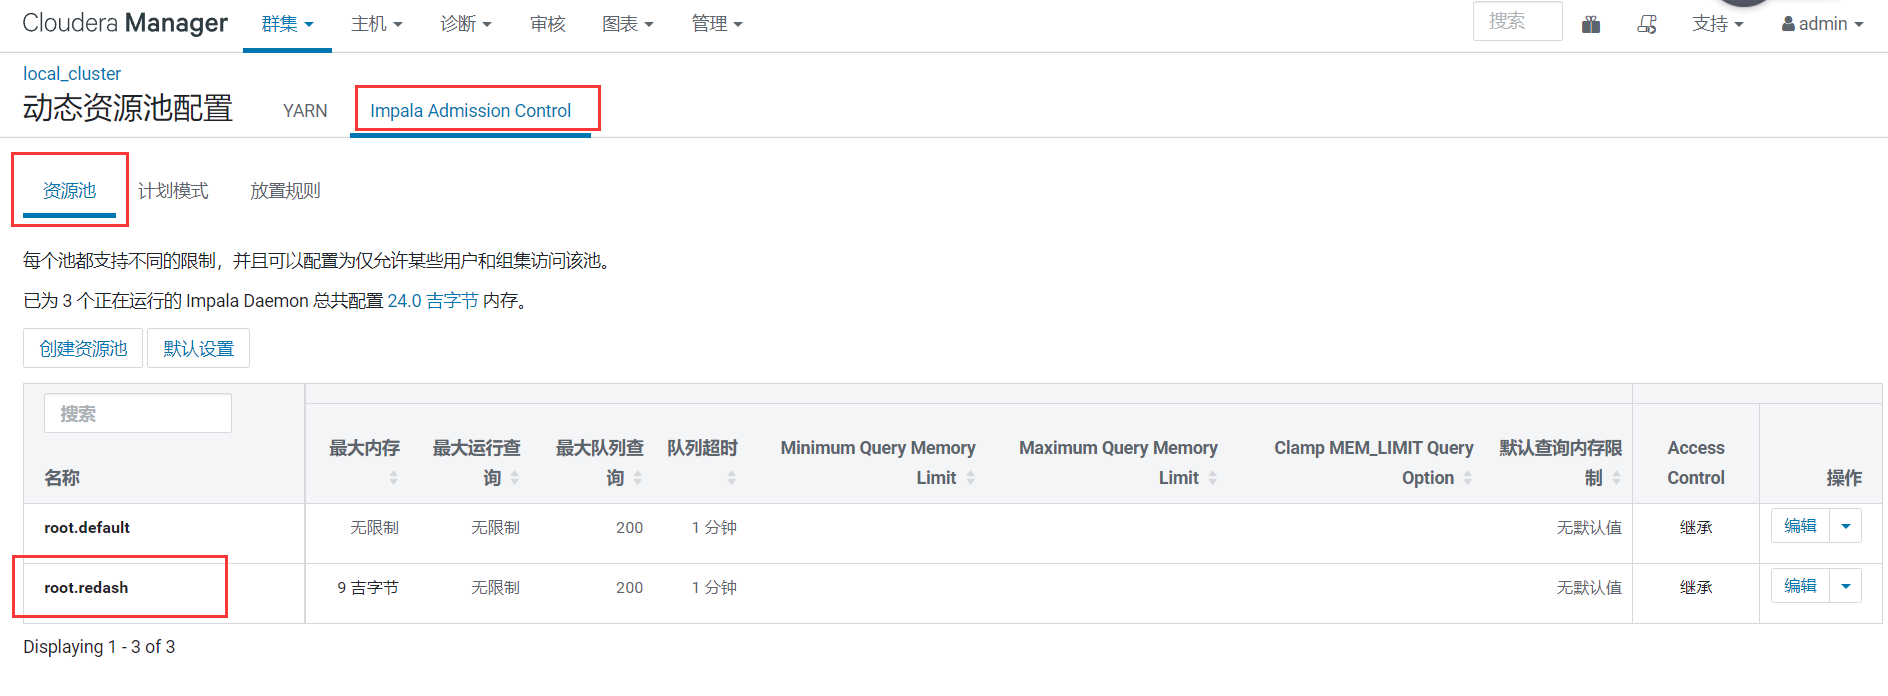 Cloudera Manager 群集 主机 诊断 审核 图表 管理 搜索 支持 admin
local_cluster
动态资源池配置 YARN Impala Admission Control
资源池 计划模式 放置规则
每个池都支持不同的限制，并且可以配置为仅允许某些用户和组集访问该池。
已为 3 个正在运行的 Impala Daemon 总共配置 24.0 吉字节 内存。
创建资源池 默认设置
搜索
最大内存 最大运行查 最大队列查 队列超时 Minimum Query Memory Maximum Query Memory Clamp MEM_LIMIT Query 默认查询内存限 Access
名称 询 询 Limit Limit Option 制 Control 操作
root.default 无限制 无限制 200 1 分钟 无默认值 继承 编辑
root.redash 9 吉字节 无限制 200 1 分钟 无默认值 继承 编辑
Displaying 1 - 3 of 3